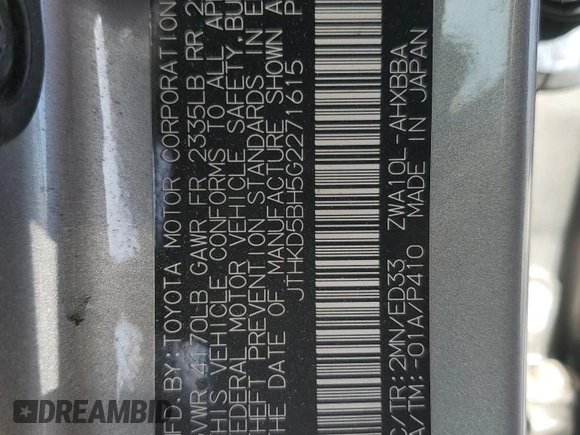 MFD. BY: TOYOTA MOTOR CORPORATION
GVWR 4170LB GAWR FR 2335LB RR
THIS VEHICLE CONFORMS TO ALL
FEDERAL MOTOR VEHICLE SAFETY,
THEFT PREVENTION STANDARDS IN
THE DATE OF MANUFACTURE SHOWN
JTHKD5BH5G2271615
C/TR:2MN/ED33 ZWA10L-AHXBBA
A/TM:-01A/P410 MADE IN JAPAN
DREAMBID
dreambid.com